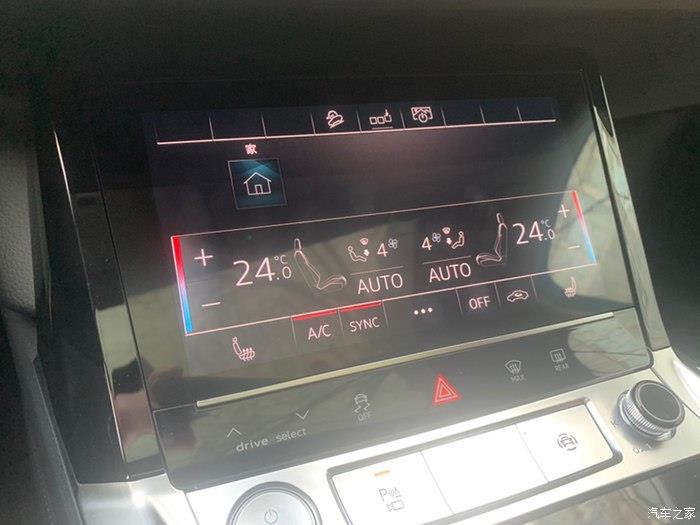 家
24.0 °C
4
4
24.0 °C
AUTO
AUTO
A/C
SYNC
...
OFF
drive select
OFF
MAX
REAR
P
汽车之家